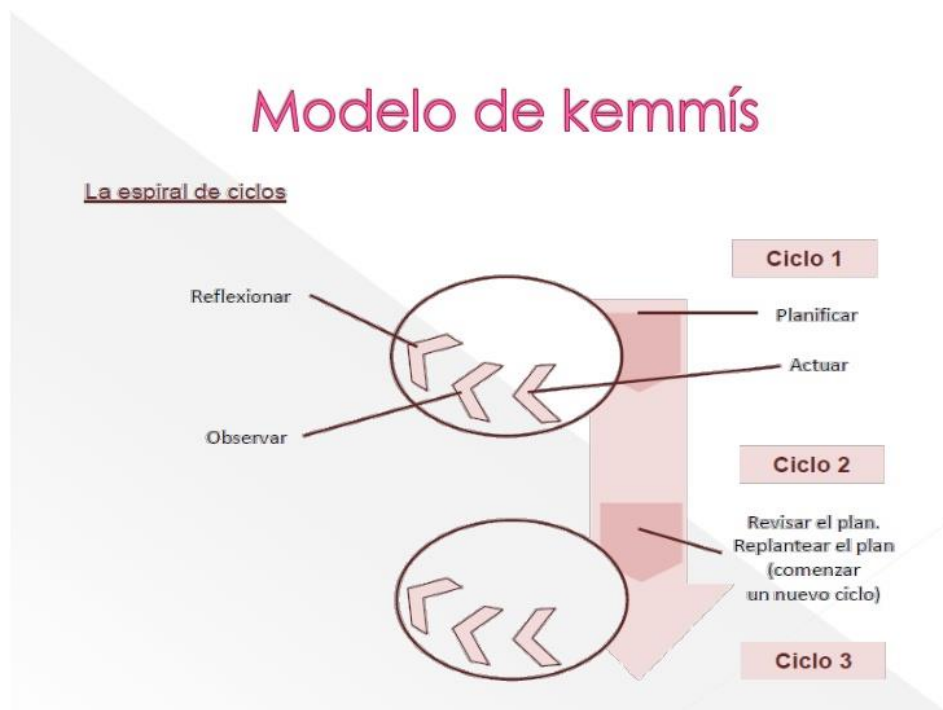 Modelo de kemmís
La espiral de ciclos
Ciclo 1
Reflexionar
Planificar
Actuar
Observar
Ciclo 2
Revisar el plan.
Replantear el plan
(comenzar
un nuevo ciclo)
Ciclo 3